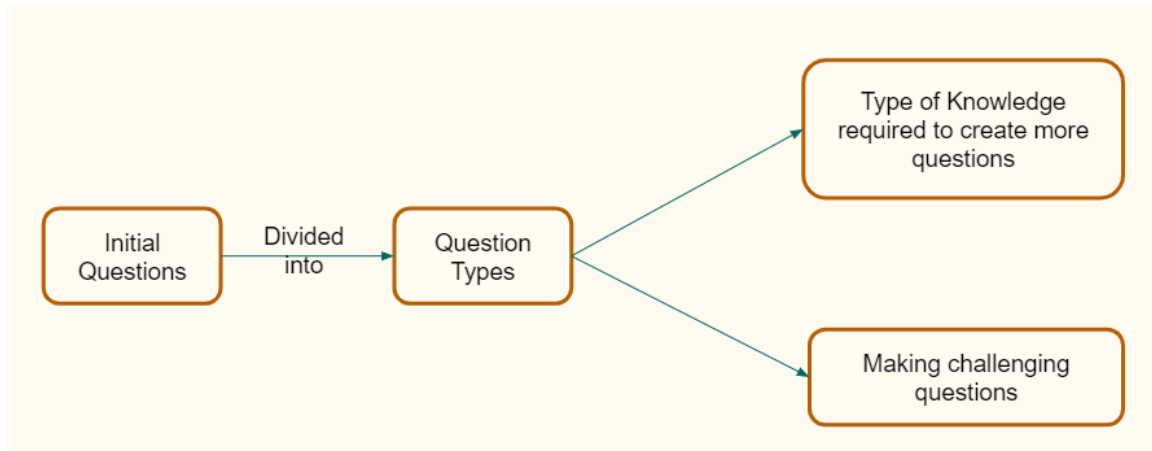 Initial
Questions
Divided
into
Question
Types
Type of Knowledge
required to create more
questions
Making challenging
questions